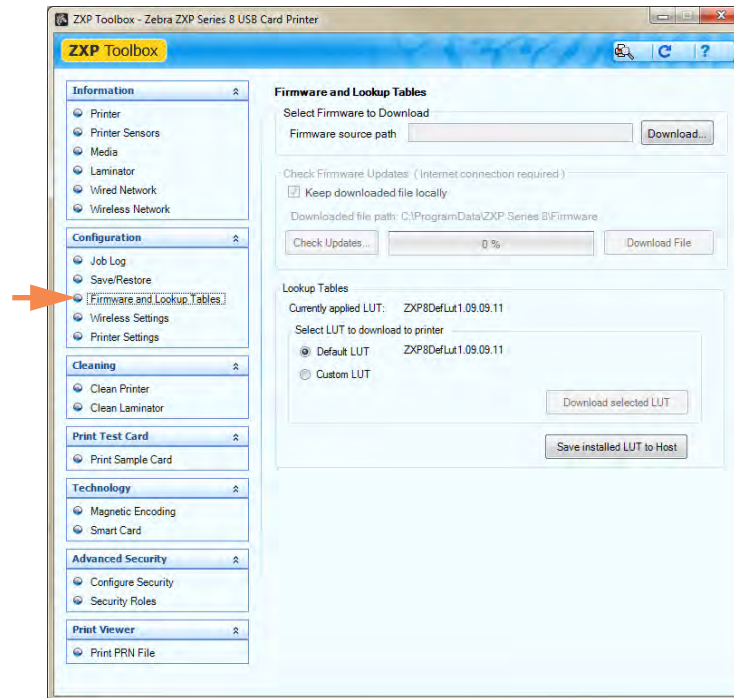 ZXP Toolbox - Zebra ZXP Series 8 USB Card Printer
ZXP Toolbox
?
Information
Printer
Printer Sensors
Media
Laminator
Wired Network
Wireless Network
Configuration
Job Log
Save/Restore
Firmware and Lookup Tables
Wireless Settings
Printer Settings
Cleaning
Clean Printer
Clean Laminator
Print Test Card
Print Sample Card
Technology
Magnetic Encoding
Smart Card
Advanced Security
Configure Security
Security Roles
Print Viewer
Print PRN File
Firmware and Lookup Tables
Select Firmware to Download
Firmware source path
Download...
Check Firmware Updates ( Internet connection required )
Keep downloaded file locally
Downloaded file path: C:\ProgramData\ZXP Series 8\Firmware
Check Updates... 0 % Download File
Lookup Tables
Currently applied LUT: ZXP8DefLut1.09.09.11
Select LUT to download to printer
Default LUT ZXP8DefLut1.09.09.11
Custom LUT
Download selected LUT
Save installed LUT to Host